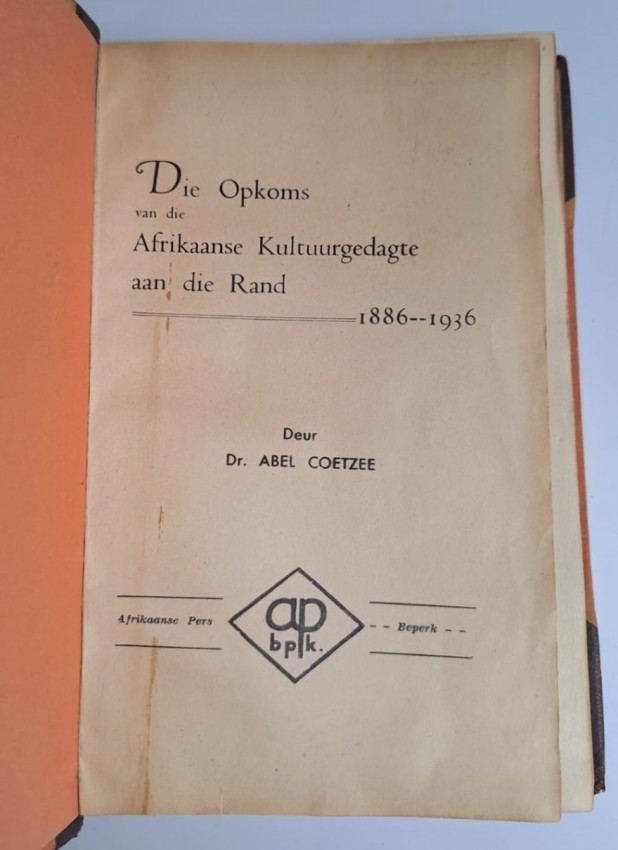 Die Opkoms
van die
Afrikaanse Kultuurgedagte
aan die Rand
1886--1936
Deur
Dr. ABEL COETZEE
Afrikaanse Pers
ap
bpk.
- - Beperk - -